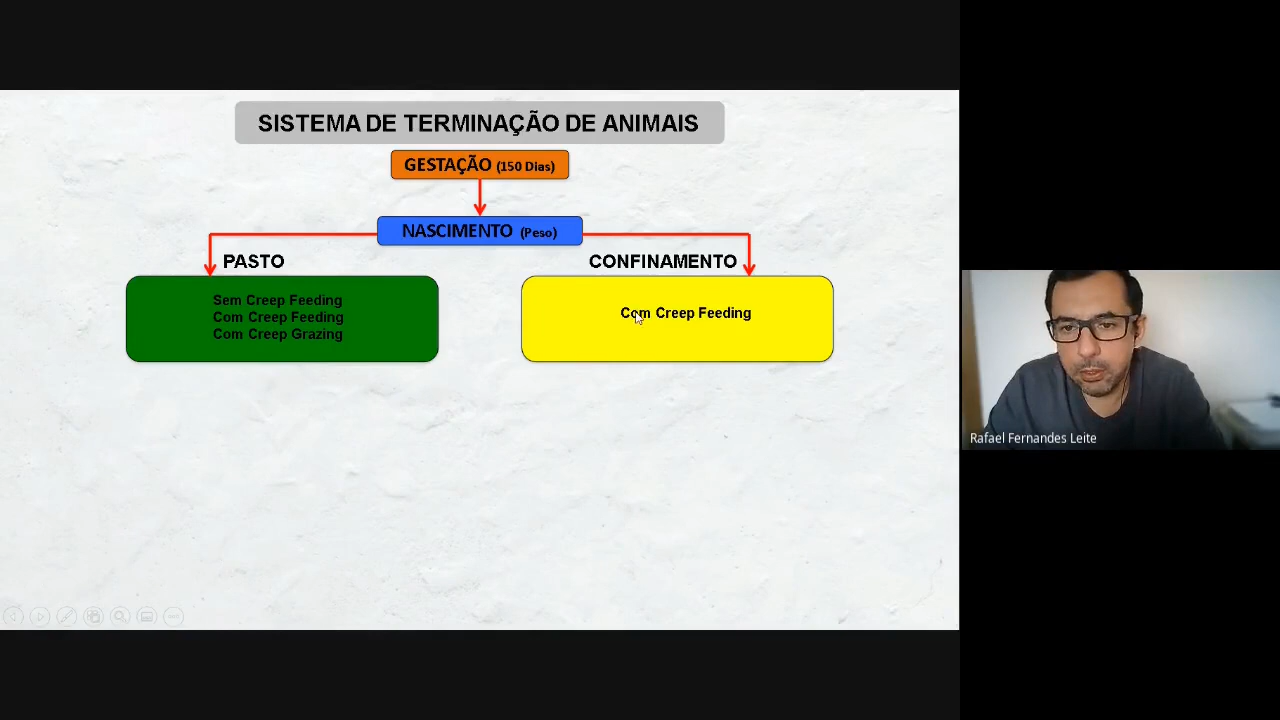 SISTEMA DE TERMINAÇÃO DE ANIMAIS
GESTAÇÃO (150 Dias)
NASCIMENTO (Peso)
PASTO
CONFINAMENTO
Sem Creep Feeding
Com Creep Feeding
Com Creep Grazing
Com Creep Feeding
Rafael Fernandes Leite